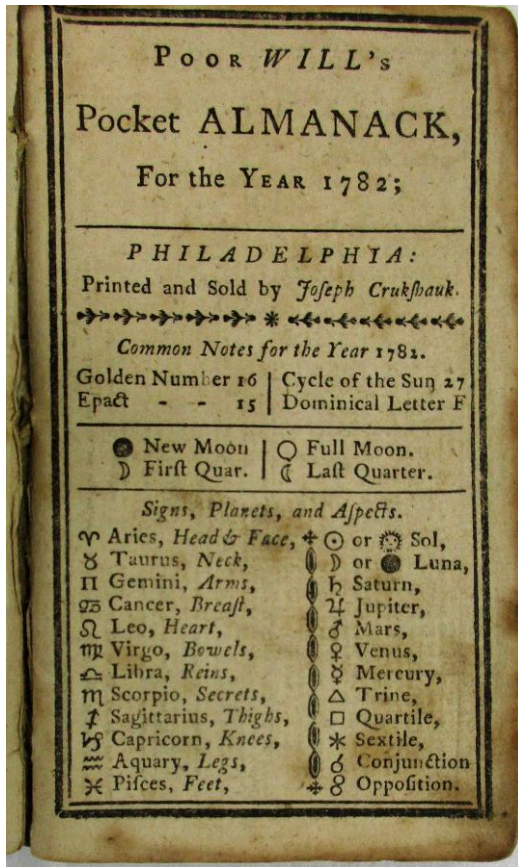 POOR WILL's
Pocket ALMANACK,
For the YEAR 1782;
PHILADELPHIA:
Printed and Sold by Joſeph Crukſhauk.
Common Notes for the Year 1782.
Golden Number 16 | Cycle of the Sun 27
Epact - - 15 | Dominical Letter F
● New Moon | ○ Full Moon.
☽ Firſt Quar. | ☾ Laſt Quarter.
Signs, Planets, and Aſpects.
♈ Aries, Head & Face, ☉ or 🌞 Sol,
♉ Taurus, Neck, ☽ or ● Luna,
♊ Gemini, Arms, ♄ Saturn,
♋ Cancer, Breaſt, ♃ Jupiter,
♌ Leo, Heart, ♂ Mars,
♍ Virgo, Bowels, ♀ Venus,
♎ Libra, Reins, ☿ Mercury,
♏ Scorpio, Secrets, △ Trine,
♐ Sagittarius, Thighs, □ Quartile,
♑ Capricorn, Knees, ⚹ Sextile,
♒ Aquary, Legs, ☌ Conjunction
♓ Piſces, Feet, ☍ Oppoſition.